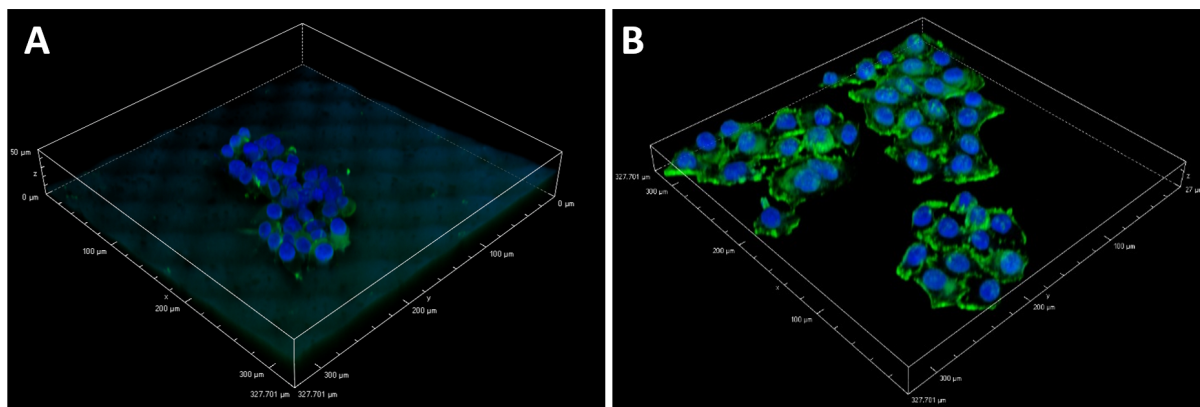 A
50 µm
z
0 µm
0 µm
100 µm
100 µm
x
y
200 µm
200 µm
300 µm
300 µm
327.701 µm
327.701 µm
B
327.701 µm
300 µm
z
27 µm
200 µm
100 µm
x
y
100 µm
200 µm
300 µm
327.701 µm